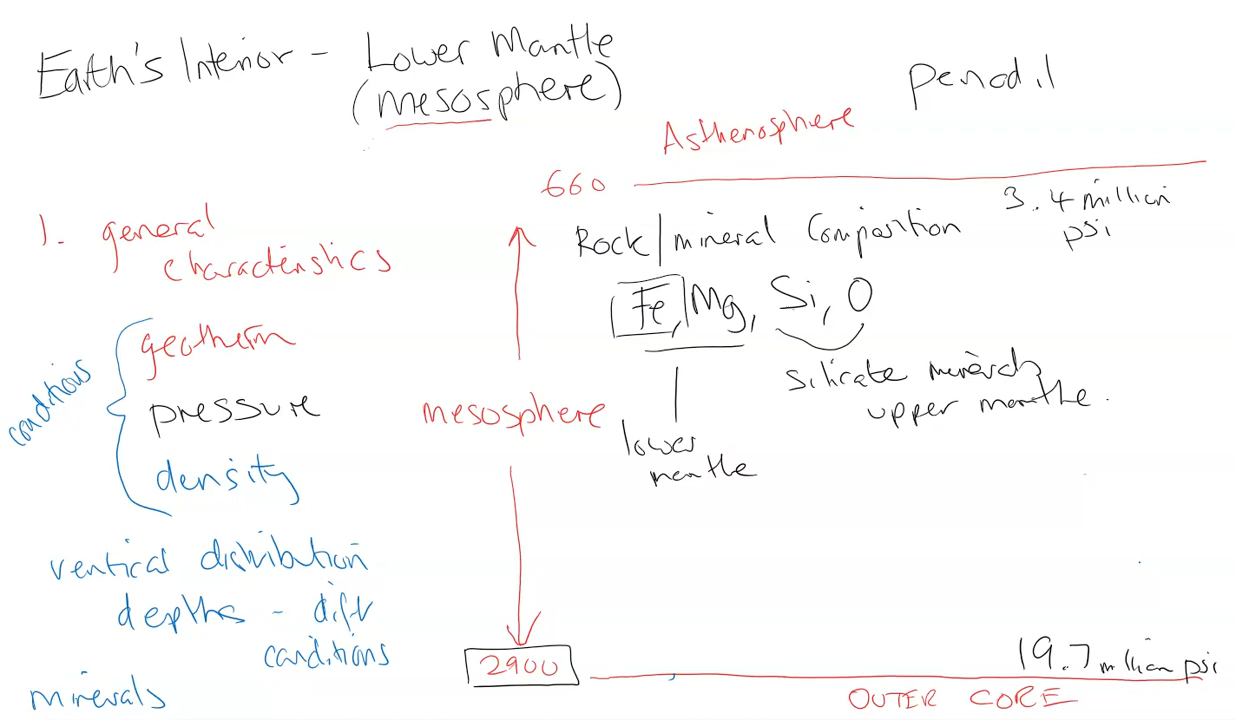 Earth's Interior - Lower Mantle
(mesosphere)
penodil
Asthenosphere
660
3.4 million
psi
1. general
characteristics
Rock/mineral Composition
Fe, Mg, Si, O
geotherm
pressure
density
conditions
mesosphere
silicate minerals
upper mantle.
lower
mantle
vertical distribution
depths - diff
conditions
minerals
2900
19.7 million psi
OUTER CORE